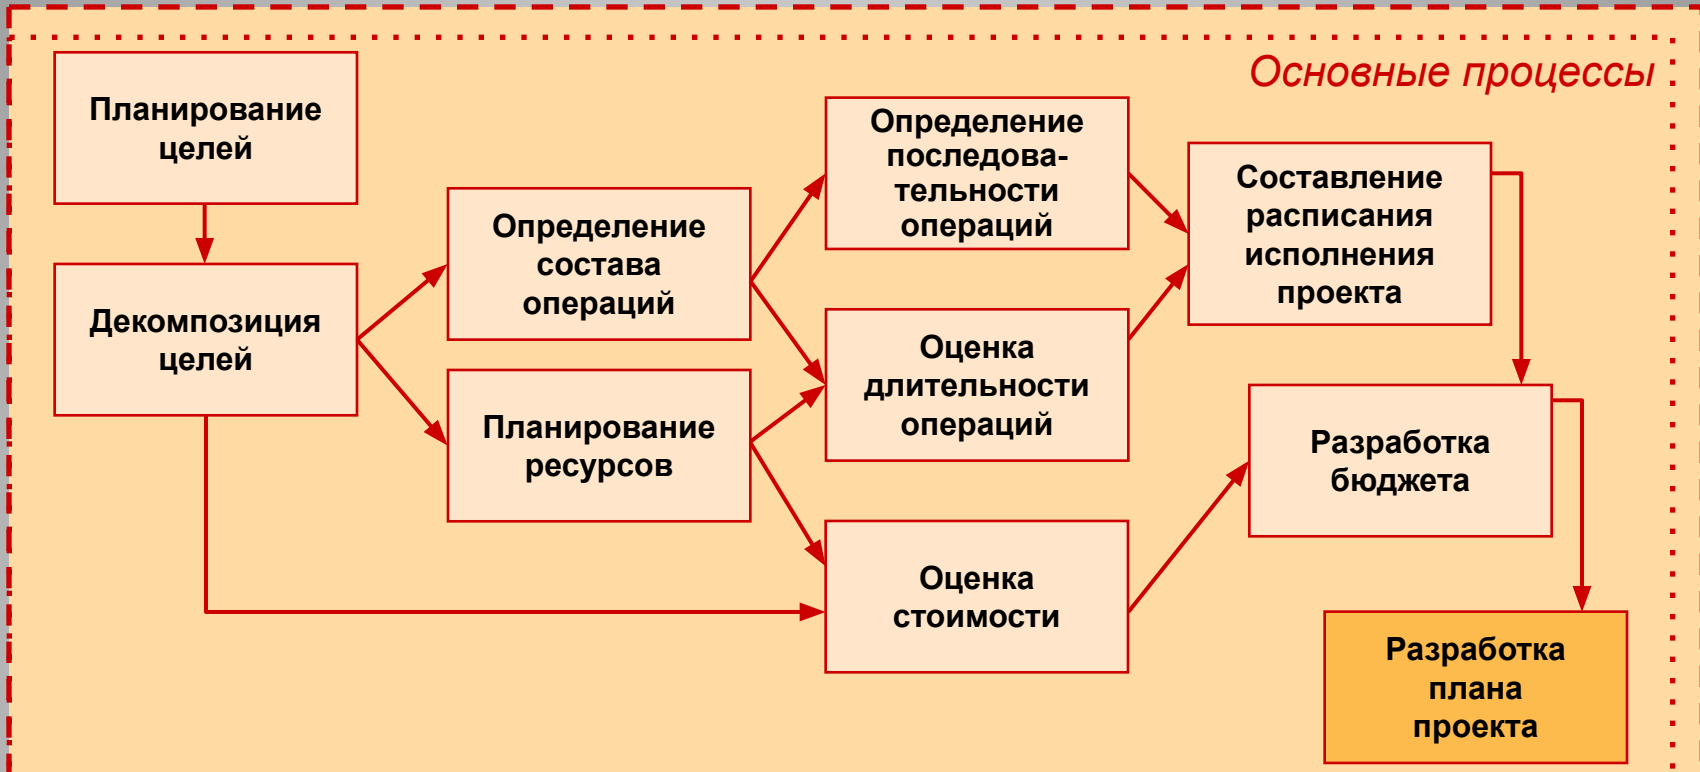 Основные процессы
Планирование
целей
Декомпозиция
целей
Определение
состава
операций
Планирование
ресурсов
Определение
последова-
тельности
операций
Оценка
длительности
операций
Оценка
стоимости
Составление
расписания
исполнения
проекта
Разработка
бюджета
Разработка
плана
проекта